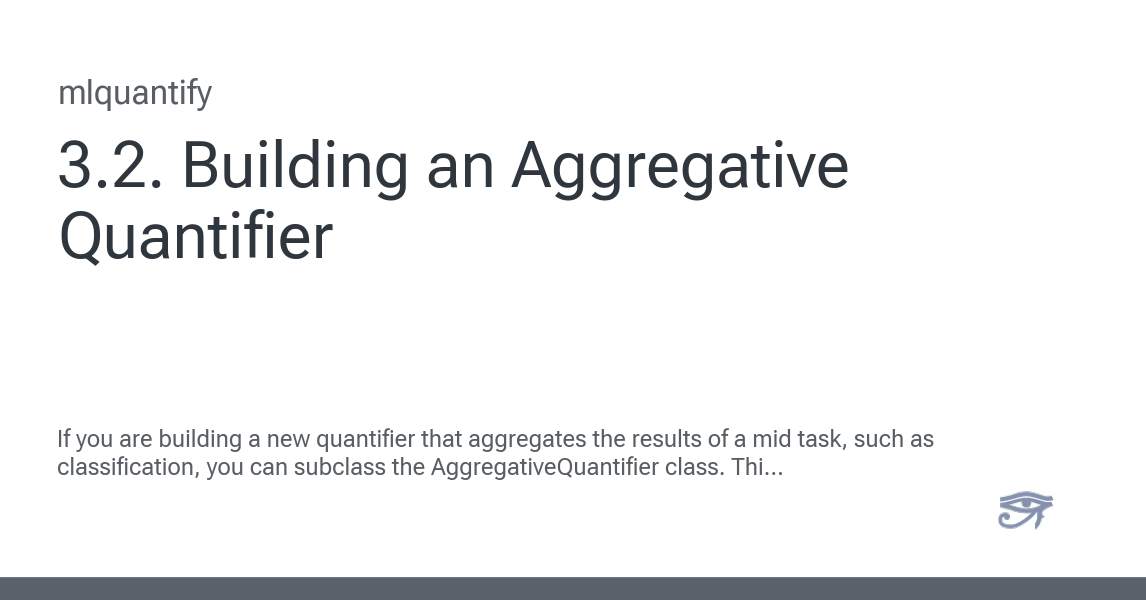 mlquantify
3.2. Building an Aggregative
Quantifier
If you are building a new quantifier that aggregates the results of a mid task, such as
classification, you can subclass the AggregativeQuantifier class. Thi...